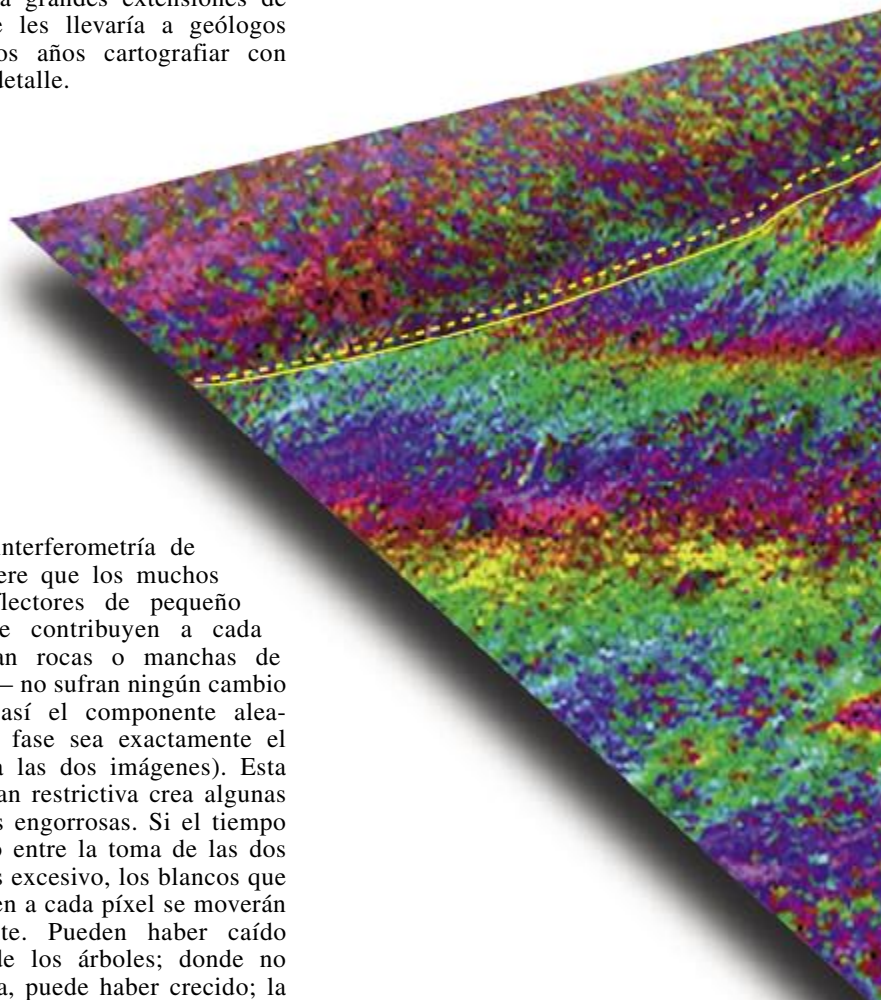 a grandes extensiones de
les llevaría a geólogos
os años cartografiar con
detalle.
interferometría de
ere que los muchos
flectores de pequeño
e contribuyen a cada
an rocas o manchas de
— no sufran ningún cambio
así el componente alea-
fase sea exactamente el
a las dos imágenes). Esta
an restrictiva crea algunas
s engorrosas. Si el tiempo
o entre la toma de las dos
s excesivo, los blancos que
en a cada píxel se moverán
te. Pueden haber caído
de los árboles; donde no
a, puede haber crecido; la